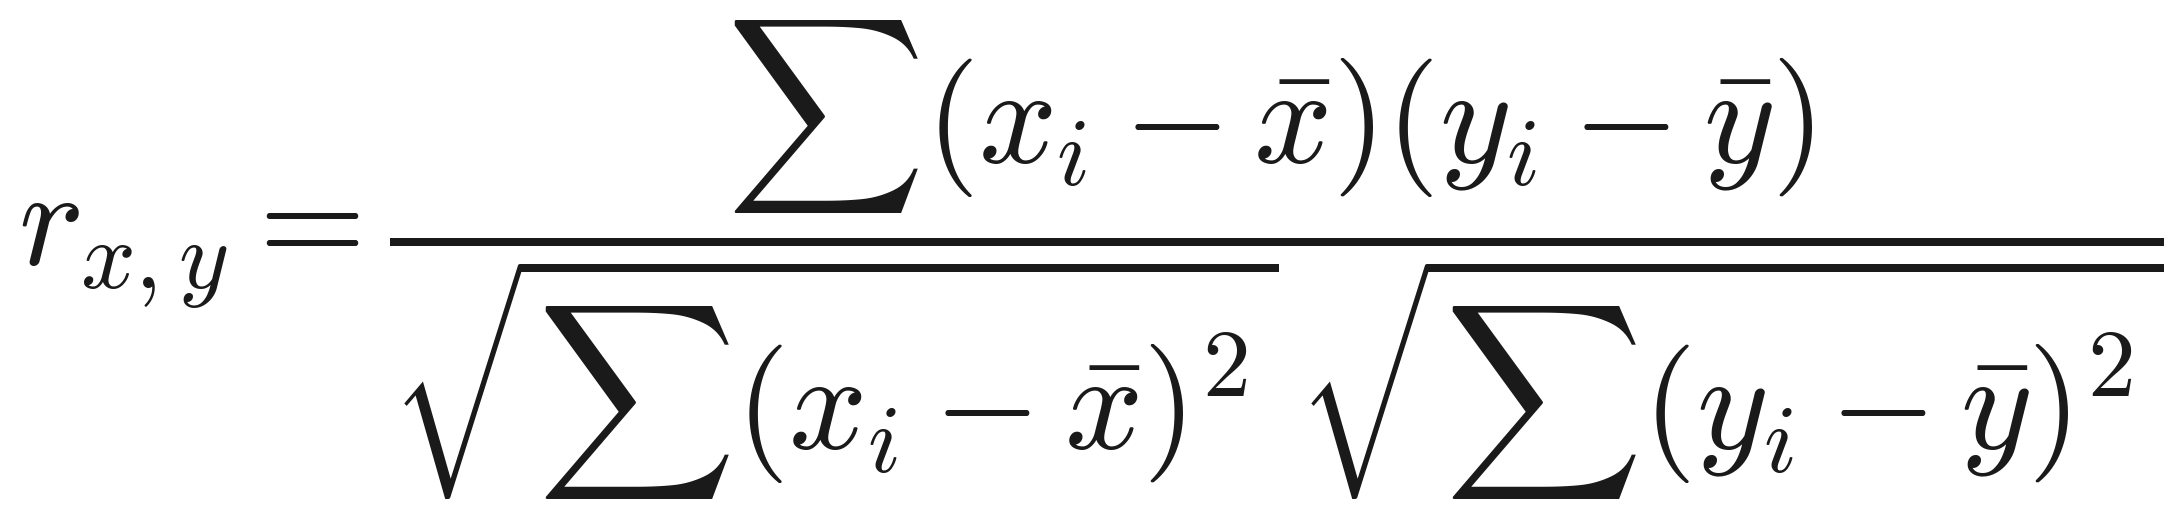 r_{x, y} = \frac{\sum (x_i - \bar{x})(y_i - \bar{y})}{\sqrt{\sum (x_i - \bar{x})^2} \sqrt{\sum (y_i - \bar{y})^2}}